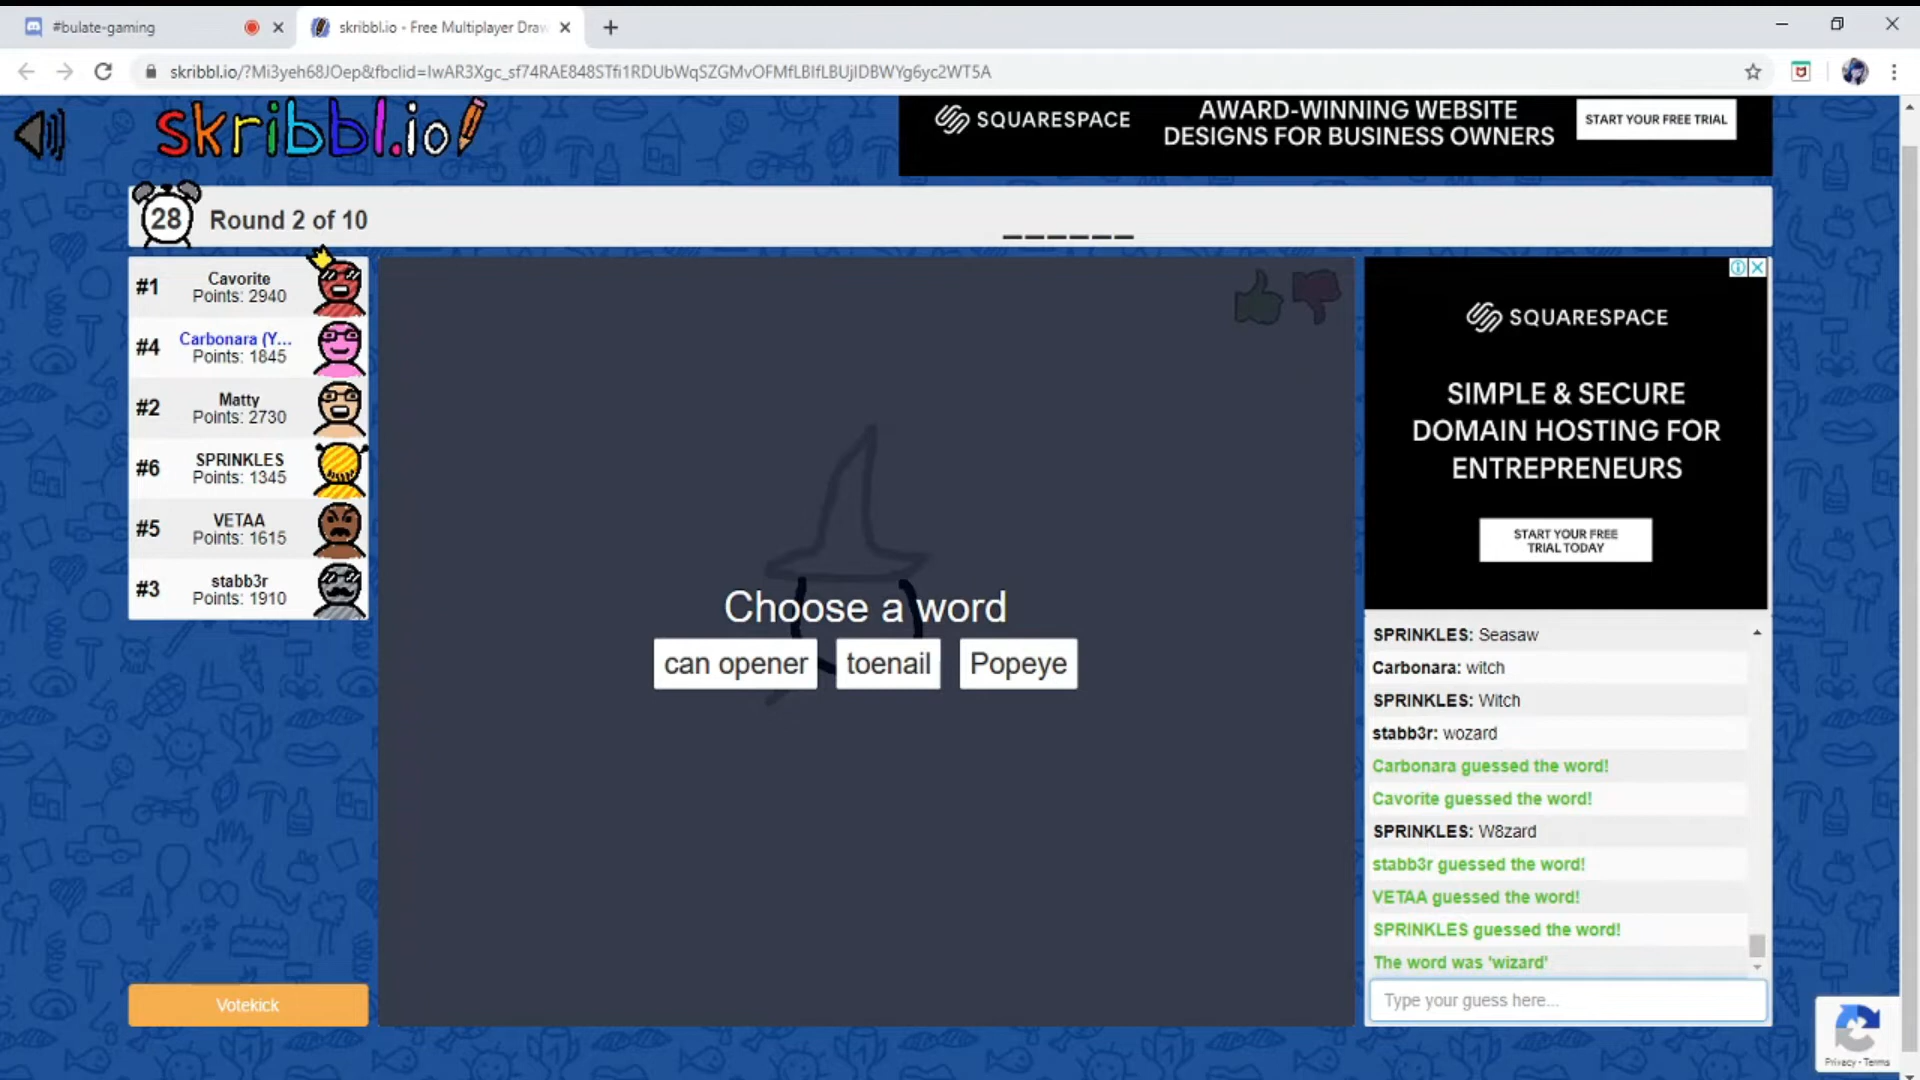 #bulate-gaming
skribbl.io - Free Multiplayer Draw
skribbl.io/?Mi3yeh68JOep&fbclid=IwAR3Xgc_sf74RAE848STfi1RDUbWqSZGMvOFMfLBIfLBUjIDBWYg6yc2WT5A
skribbl.io
SQUARESPACE
AWARD-WINNING WEBSITE
DESIGNS FOR BUSINESS OWNERS
START YOUR FREE TRIAL
28
Round 2 of 10
______
#1
Cavorite
Points: 2940
#4
Carbonara (Y...
Points: 1845
#2
Matty
Points: 2730
#6
SPRINKLES
Points: 1345
#5
VETAA
Points: 1615
#3
stabb3r
Points: 1910
Votekick
Choose a word
can opener
toenail
Popeye
SQUARESPACE
SIMPLE & SECURE
DOMAIN HOSTING FOR
ENTREPRENEURS
START YOUR FREE
TRIAL TODAY
SPRINKLES: Seasaw
Carbonara: witch
SPRINKLES: Witch
stabb3r: wozard
Carbonara guessed the word!
Cavorite guessed the word!
SPRINKLES: W8zard
stabb3r guessed the word!
VETAA guessed the word!
SPRINKLES guessed the word!
The word was 'wizard'
Type your guess here...
Privacy - Terms